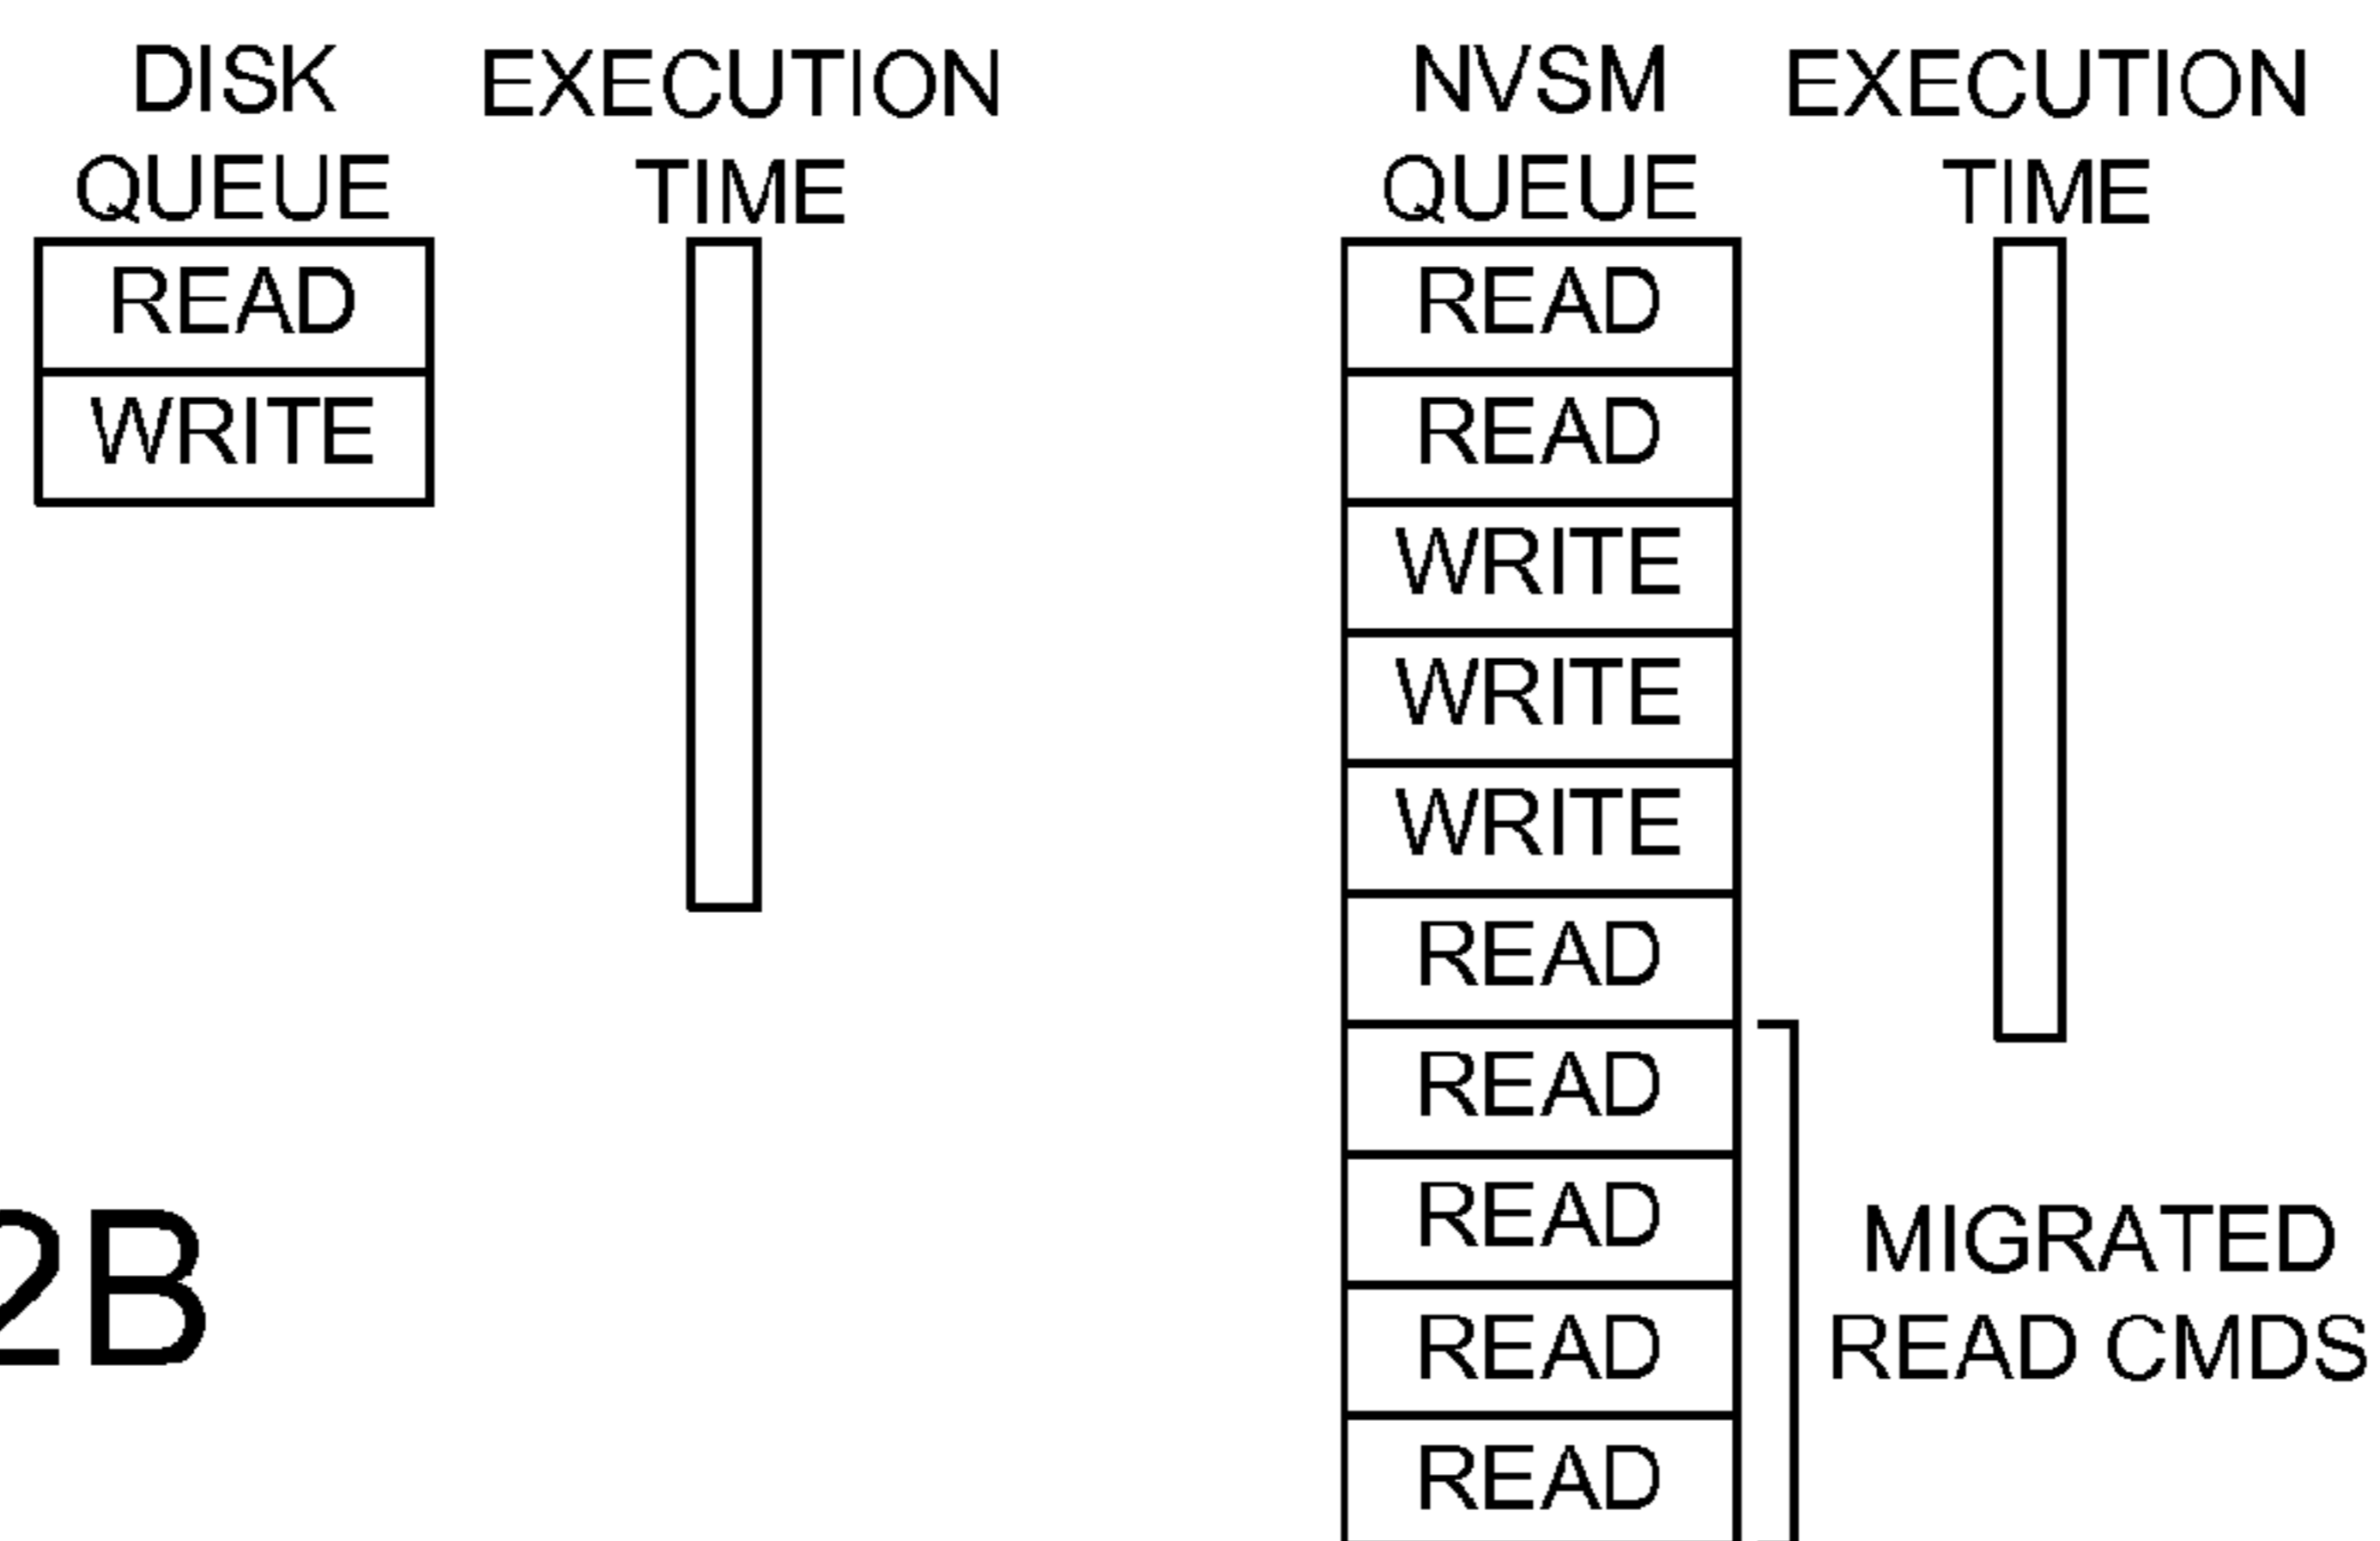 DISK
QUEUE
EXECUTION
TIME
READ
WRITE
NVSM
QUEUE
EXECUTION
TIME
READ
READ
WRITE
WRITE
WRITE
READ
READ
READ
READ
READ
MIGRATED
READ CMDS
2B